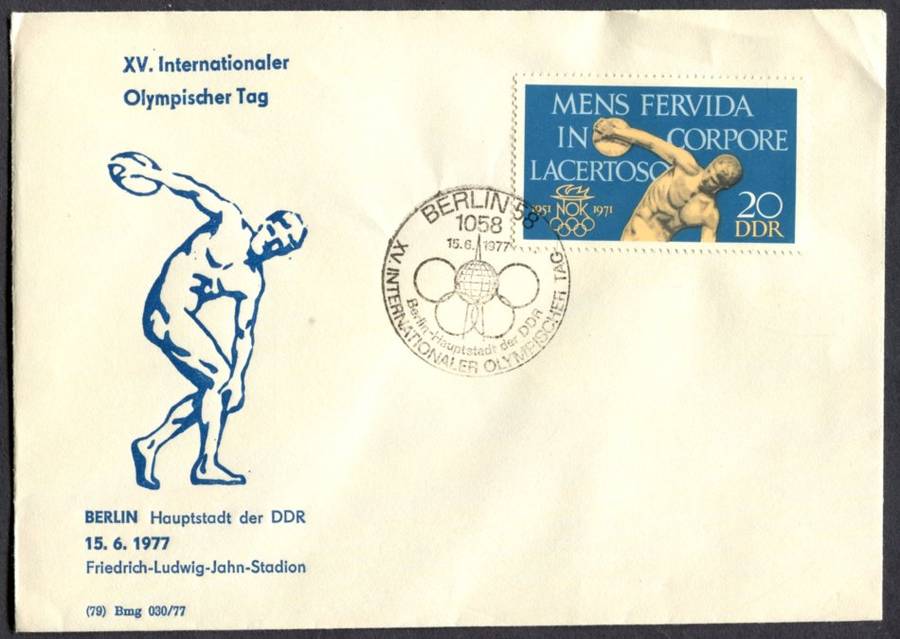 XV. Internationaler
Olympischer Tag
MENS FERVIDA
IN CORPORE
LACERTOSO
1951 NOK 1971
20
DDR
BERLIN 58
1058
15.6.1977
Berlin-Hauptstadt der DDR
XV. INTERNATIONALER OLYMPISCHER TAG
BERLIN Hauptstadt der DDR
15. 6. 1977
Friedrich-Ludwig-Jahn-Stadion
(79) Bmg 030/77